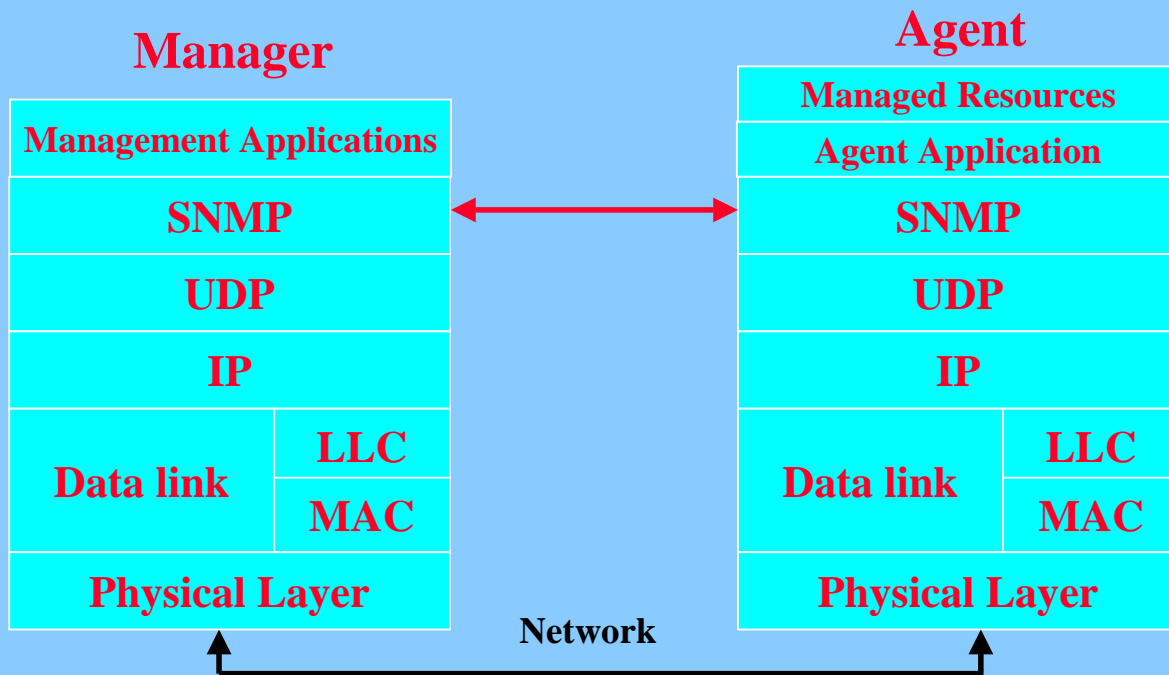 Manager
Management Applications
SNMP
UDP
IP
Data link
LLC
MAC
Physical Layer
Agent
Managed Resources
Agent Application
SNMP
UDP
IP
Data link
LLC
MAC
Physical Layer
Network